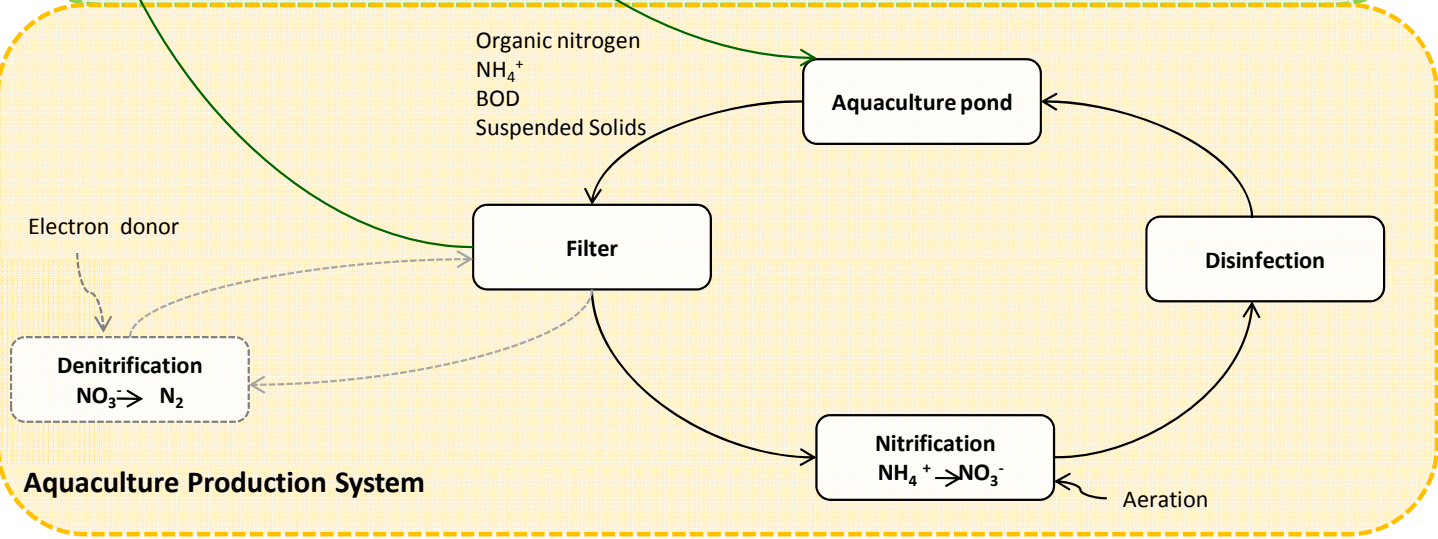 Organic nitrogen
NH₄⁺
BOD
Suspended Solids
Aquaculture pond
Electron donor
Filter
Disinfection
Denitrification
NO₃⁻→ N₂
Nitrification
NH₄⁺→NO₃⁻
Aquaculture Production System
Aeration